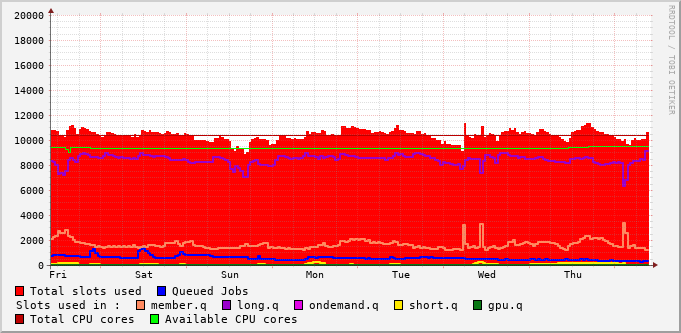 RRDTOOL / TOBI OETIKER
20000
18000
16000
14000
12000
10000
8000
6000
4000
2000
0
Fri Sat Sun Mon Tue Wed Thu
Total slots used Queued Jobs
Slots used in : member.q long.q ondemand.q short.q gpu.q
Total CPU cores Available CPU cores